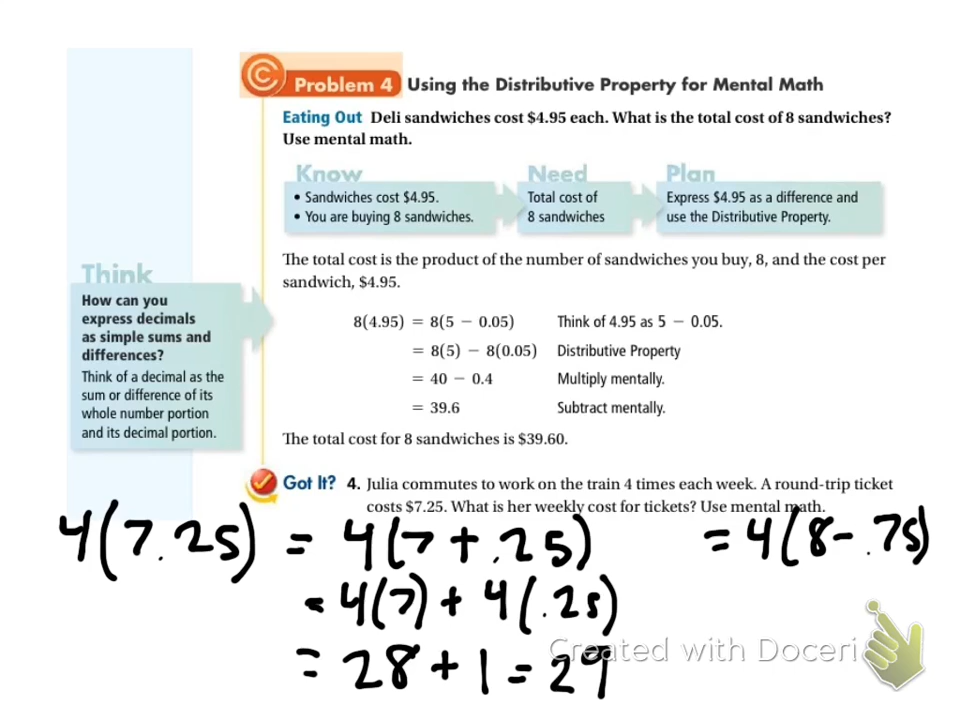 Problem 4 Using the Distributive Property for Mental Math
Eating Out Deli sandwiches cost $4.95 each. What is the total cost of 8 sandwiches?
Use mental math.
Know
• Sandwiches cost $4.95.
• You are buying 8 sandwiches.
Need
Total cost of
8 sandwiches
Plan
Express $4.95 as a difference and
use the Distributive Property.
The total cost is the product of the number of sandwiches you buy, 8, and the cost per
sandwich, $4.95.
Think
How can you
express decimals
as simple sums and
differences?
Think of a decimal as the
sum or difference of its
whole number portion
and its decimal portion.
8(4.95) = 8(5 − 0.05) Think of 4.95 as 5 − 0.05.
= 8(5) − 8(0.05) Distributive Property
= 40 − 0.4 Multiply mentally.
= 39.6 Subtract mentally.
The total cost for 8 sandwiches is $39.60.
Got It? 4. Julia commutes to work on the train 4 times each week. A round-trip ticket
costs $7.25. What is her weekly cost for tickets? Use mental math.
4(7.25) = 4(7 + .25) = 4(8 - .75)
= 4(7) + 4(.25)
= 28 + 1 = 29
Created with Doceri